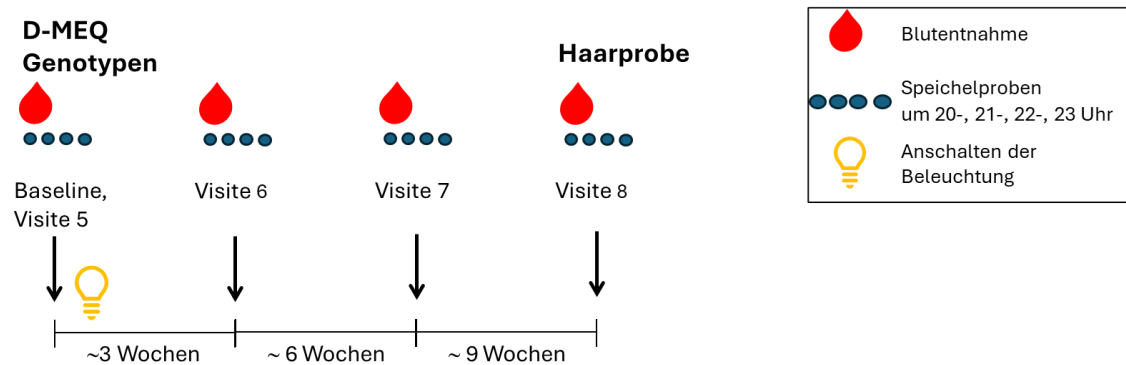 D-MEQ
Genotypen
Haarprobe
Baseline,
Visite 5
Visite 6
Visite 7
Visite 8
~3 Wochen
~ 6 Wochen
~ 9 Wochen
Blutentnahme
Speichelproben
um 20-, 21-, 22-, 23 Uhr
Anschalten der
Beleuchtung